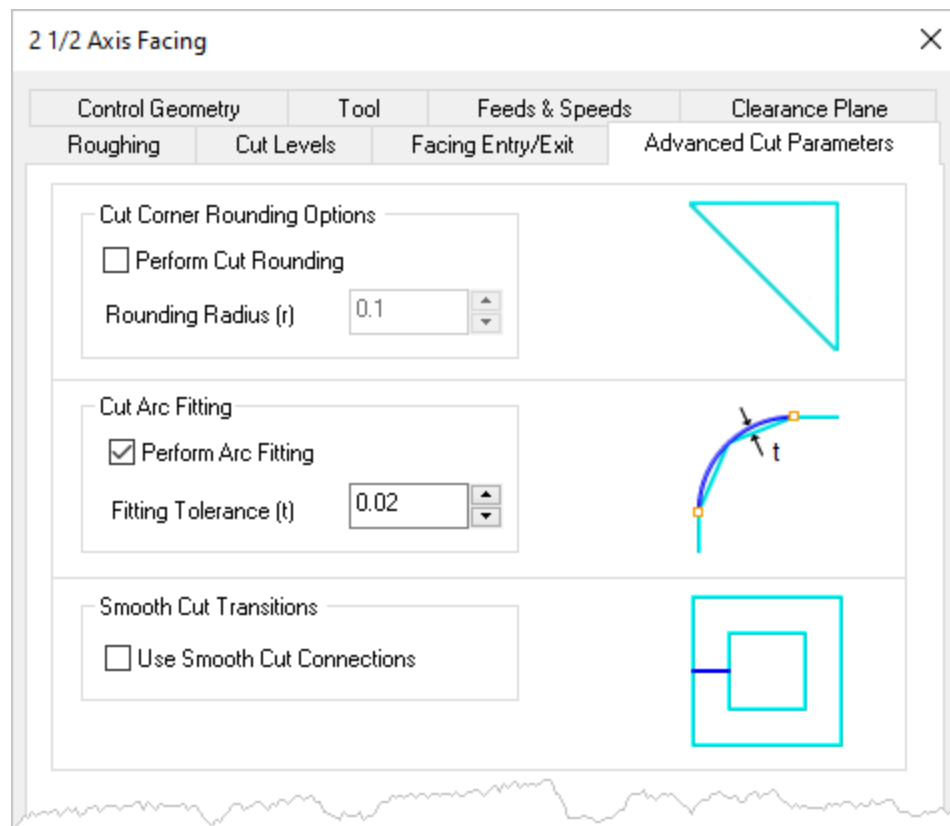 2 1/2 Axis Facing
Control Geometry Tool Feeds & Speeds Clearance Plane
Roughing Cut Levels Facing Entry/Exit Advanced Cut Parameters
Cut Corner Rounding Options
Perform Cut Rounding
Rounding Radius (r) 0.1
Cut Arc Fitting
Perform Arc Fitting
t
Fitting Tolerance (t) 0.02
Smooth Cut Transitions
Use Smooth Cut Connections